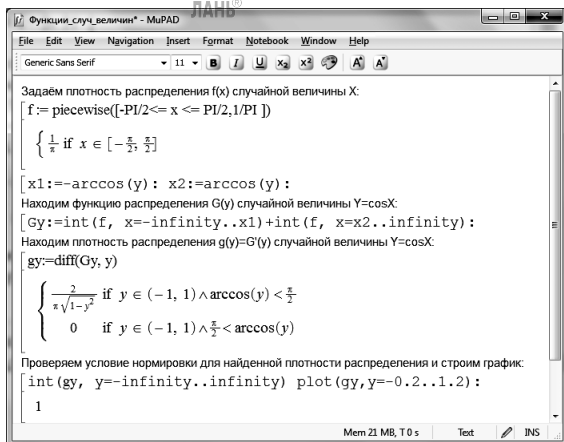 ЛАНЬ®
Функции_случ_величин* - MuPAD
File Edit View Navigation Insert Format Notebook Window Help
Generic Sans Serif 11 B I U x₂ x² A A
Задаём плотность распределения f(x) случайной величины X:
f := piecewise([-PI/2<= x <= PI/2,1/PI ])
{ 1/π if x ∈ [ − π/2, π/2 ]
x1:=-arccos(y): x2:=arccos(y):
Находим функцию распределения G(y) случайной величины Y=cosX:
Gy:=int(f, x=-infinity..x1)+int(f, x=x2..infinity):
Находим плотность распределения g(y)=G'(y) случайной величины Y=cosX:
gy:=diff(Gy, y)
{ 2/(π √(1−y²)) if y ∈ (−1, 1) ∧ arccos(y) < π/2
0 if y ∈ (−1, 1) ∧ π/2 < arccos(y)
Проверяем условие нормировки для найденной плотности распределения и строим график:
int(gy, y=-infinity..infinity) plot(gy,y=-0.2..1.2):
1
Mem 21 MB, T 0 s Text INS